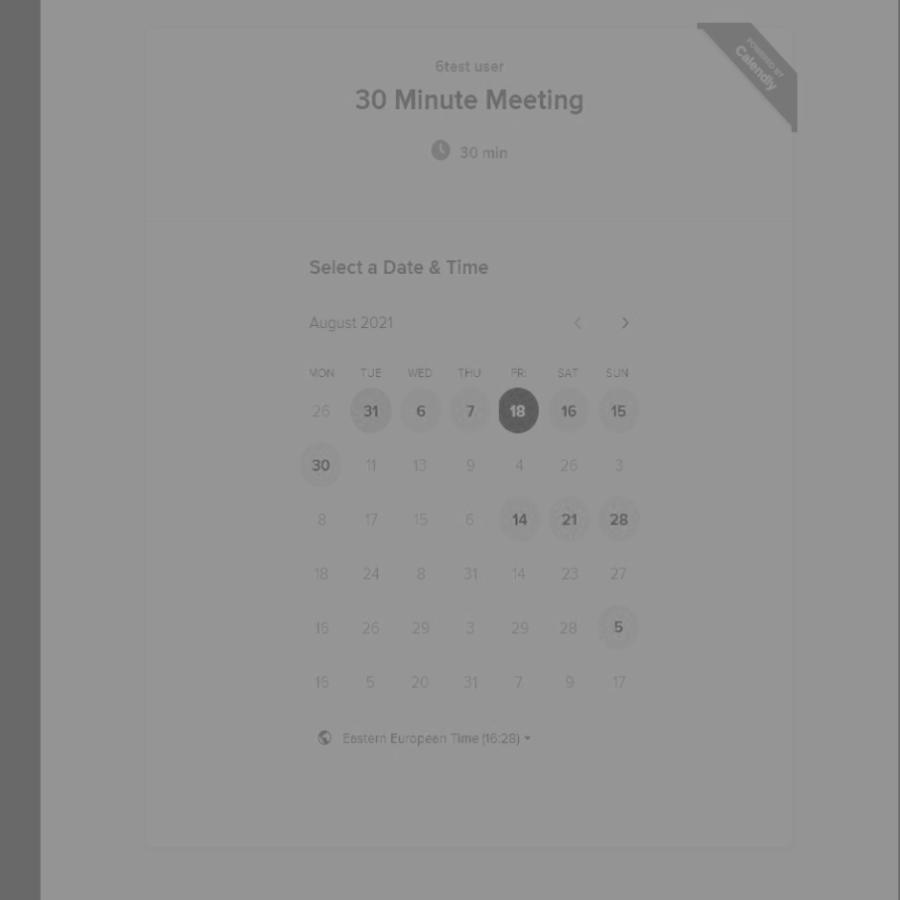 POWERED BY
Calendly
6test user
30 Minute Meeting
30 min
Select a Date & Time
August 2021
MON TUE WED THU FRI SAT SUN
26 31 6 7 18 16 15
30 11 13 9 4 26 3
8 17 15 6 14 21 28
18 24 8 31 14 23 27
16 26 29 3 29 28 5
16 5 20 31 7 9 17
Eastern European Time (16:28)